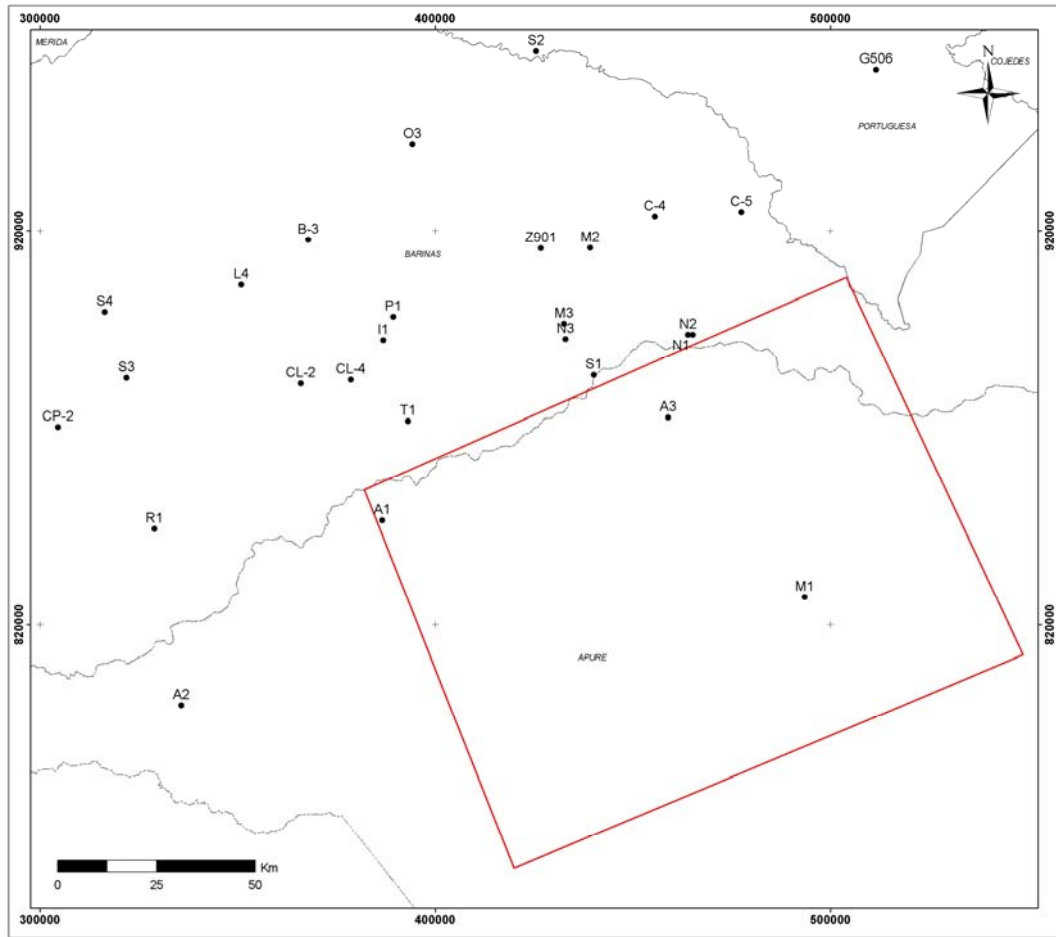 300000 400000 500000
MERIDA
S2
N
COJEDES
G506
PORTUGUESA
O3
C-4
C-5
920000
920000
B-3
Z901
M2
BARINAS
L4
S4
P1
M3
N2
I1
N3
N1
S3
CL-2
CL-4
S1
CP-2
T1
A3
R1
A1
M1
820000
820000
APURE
A2
Km
0 25 50
300000 400000 500000